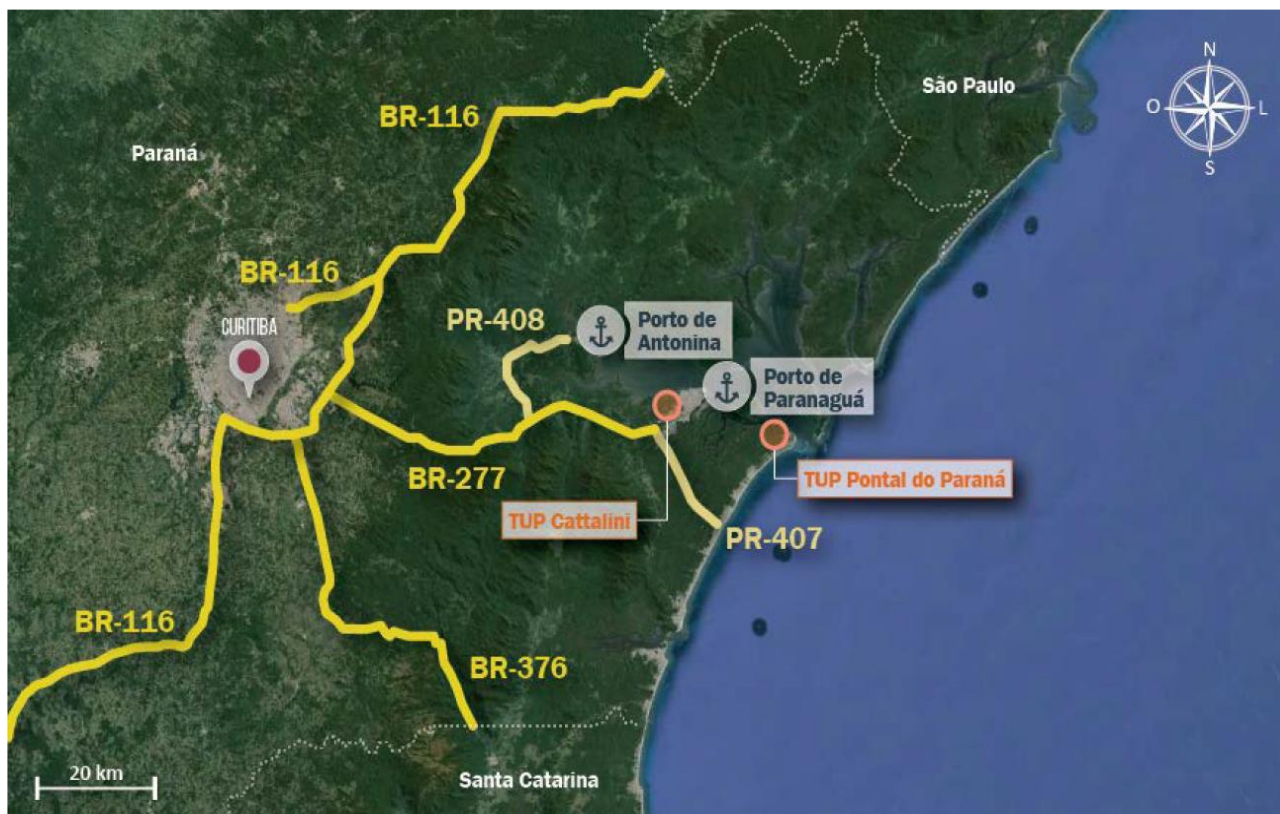 N
São Paulo
O
L
BR-116
Paraná
S
BR-116
CURITIBA
PR-408
Porto de
Antonina
Porto de
Paranaguá
BR-277
TUP Pontal do Paraná
TUP Cattalini
PR-407
BR-116
BR-376
20 km
Santa Catarina